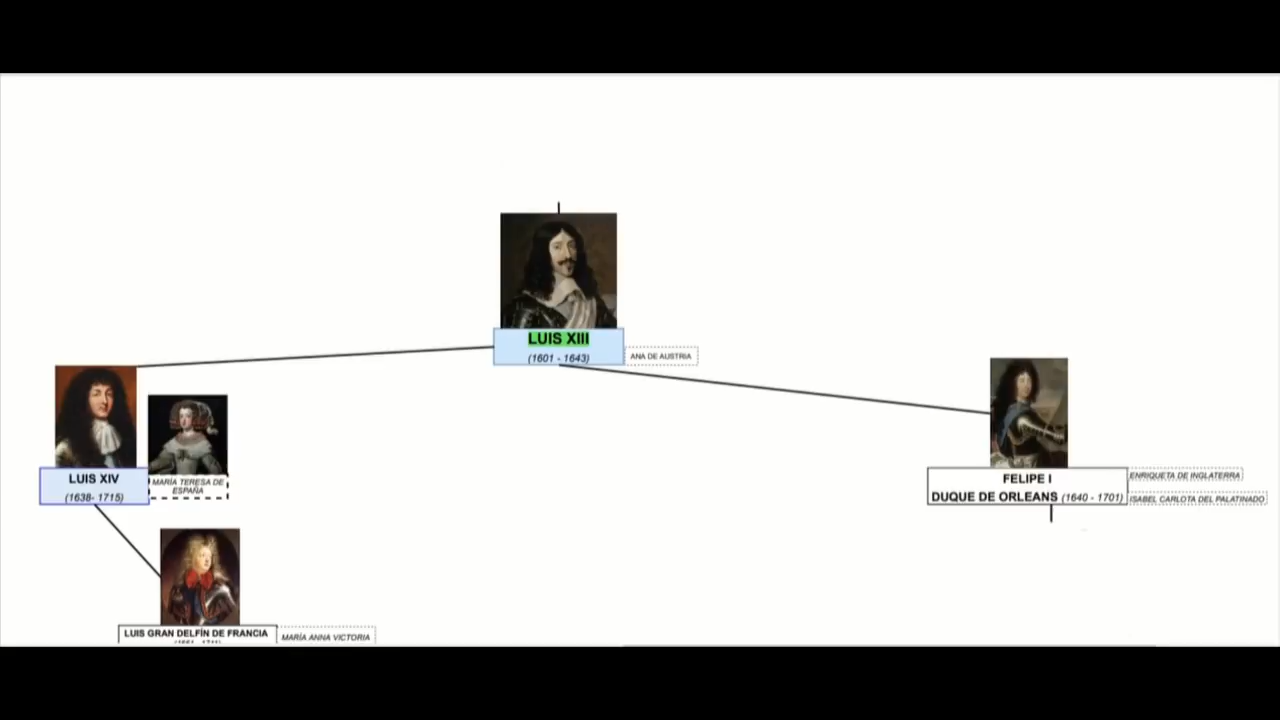 LUIS XIII
(1601 - 1643)
ANA DE AUSTRIA
LUIS XIV
(1638- 1715)
MARÍA TERESA DE
ESPAÑA
FELIPE I
DUQUE DE ORLEANS (1640 - 1701)
ENRIQUETA DE INGLATERRA
ISABEL CARLOTA DEL PALATINADO
LUIS GRAN DELFÍN DE FRANCIA
MARÍA ANNA VICTORIA